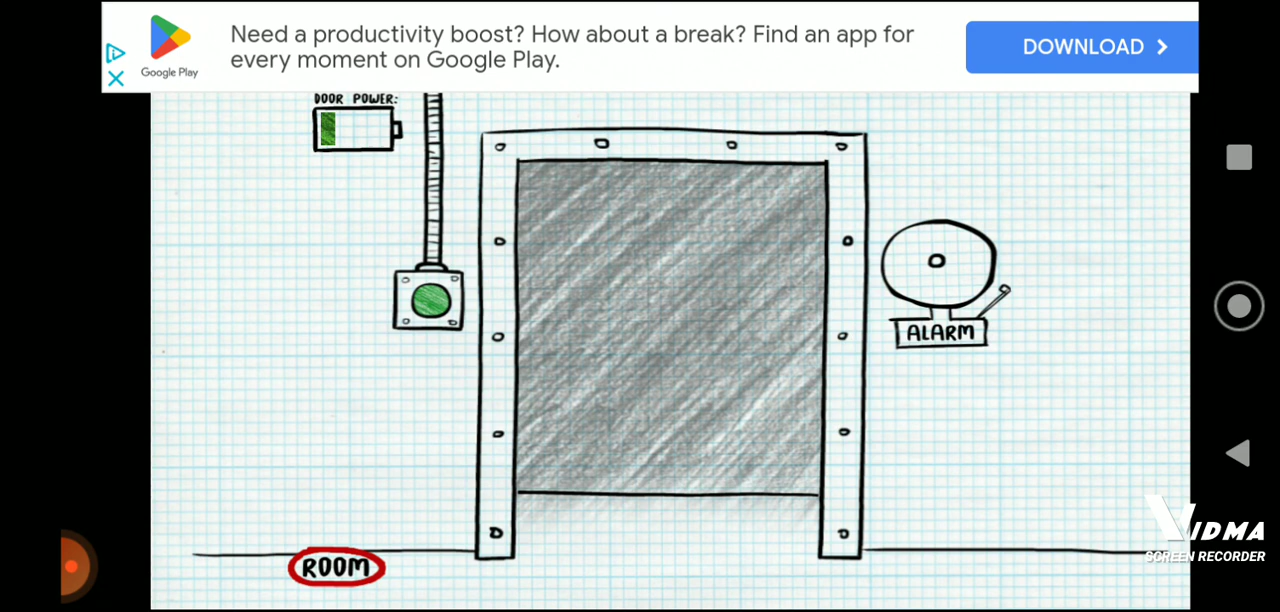 Need a productivity boost? How about a break? Find an app for
every moment on Google Play.
Google Play
DOWNLOAD
DOOR POWER:
ALARM
ROOM
VIDMA
SCREEN RECORDER